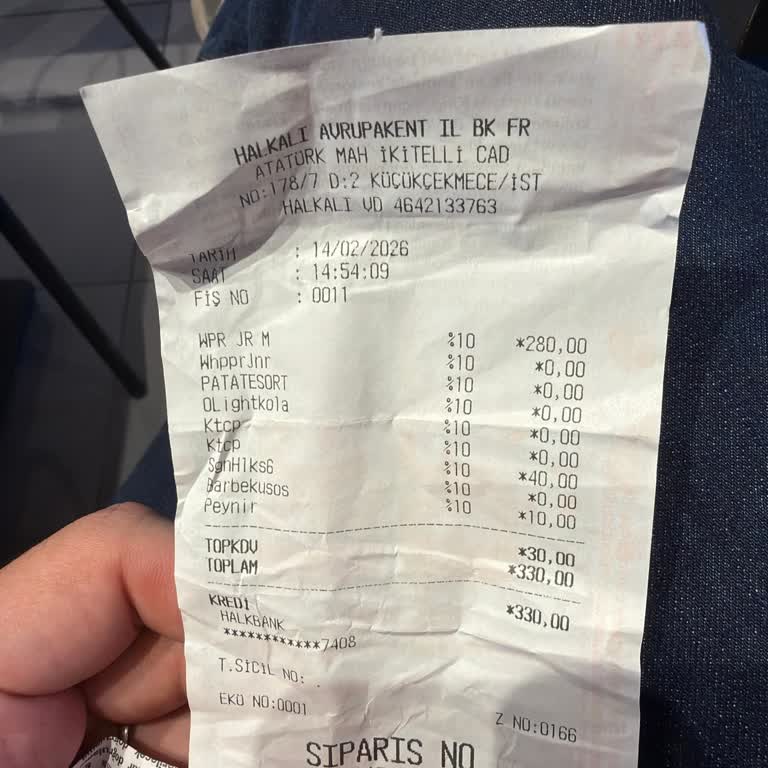 HALKALI AVRUPAKENT IL BK FR
ATATÜRK MAH İKİTELLİ CAD
NO:178/7 D:2 KÜÇÜKÇEKMECE/İST
HALKALI VD 4642133763
TARİH : 14/02/2026
SAAT : 14:54:09
FİŞ NO : 0011
WPR JR M %10 *280,00
WhpprJnr %10 *0,00
PATATESORT %10 *0,00
OLightkola %10 *0,00
Ktcp %10 *0,00
Ktcp %10 *0,00
SgnHlks6 %10 *40,00
Barbekusos %10 *0,00
Peynir %10 *10,00
TOPKDV *30,00
TOPLAM *330,00
KREDİ *330,00
HALKBANK
************7408
T.SİCİL NO:
EKÜ NO:0001 Z NO:0166
SIPARIS NO